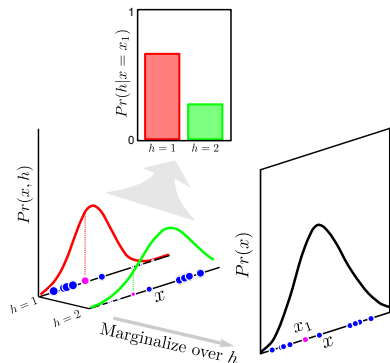 1
Pr(h|x = x₁)
0
h = 1
h = 2
Pr(x, h)
h = 1
h = 2
x
Marginalize over h
Pr(x)
x₁
x